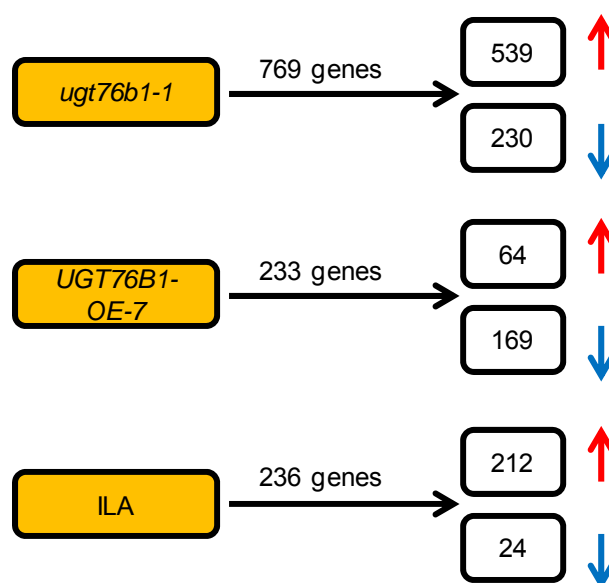 ugt76b1-1
769 genes
539
230
UGT76B1-
OE-7
233 genes
64
169
ILA
236 genes
212
24